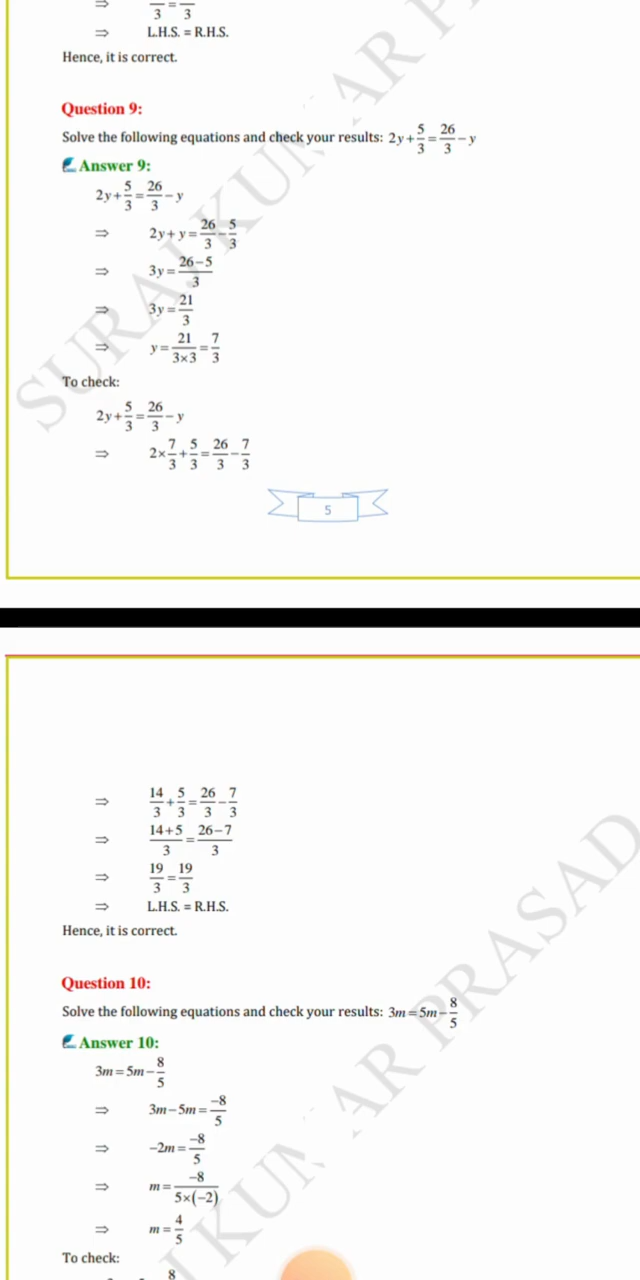 ⇒ /3 = /3
⇒ L.H.S. = R.H.S.
Hence, it is correct.
Question 9:
Solve the following equations and check your results: 2y + 5/3 = 26/3 − y
Answer 9:
2y + 5/3 = 26/3 − y
⇒ 2y + y = 26/3 − 5/3
⇒ 3y = (26−5)/3
⇒ 3y = 21/3
⇒ y = 21/(3×3) = 7/3
To check:
2y + 5/3 = 26/3 − y
⇒ 2× 7/3 + 5/3 = 26/3 − 7/3
5
⇒ 14/3 + 5/3 = 26/3 − 7/3
⇒ (14+5)/3 = (26−7)/3
⇒ 19/3 = 19/3
⇒ L.H.S. = R.H.S.
Hence, it is correct.
Question 10:
Solve the following equations and check your results: 3m = 5m − 8/5
Answer 10:
3m = 5m − 8/5
⇒ 3m − 5m = −8/5
⇒ −2m = −8/5
⇒ m = −8/(5×(−2))
⇒ m = 4/5
To check:
8
SURAJ KUMAR P
J KUMAR PRASAD